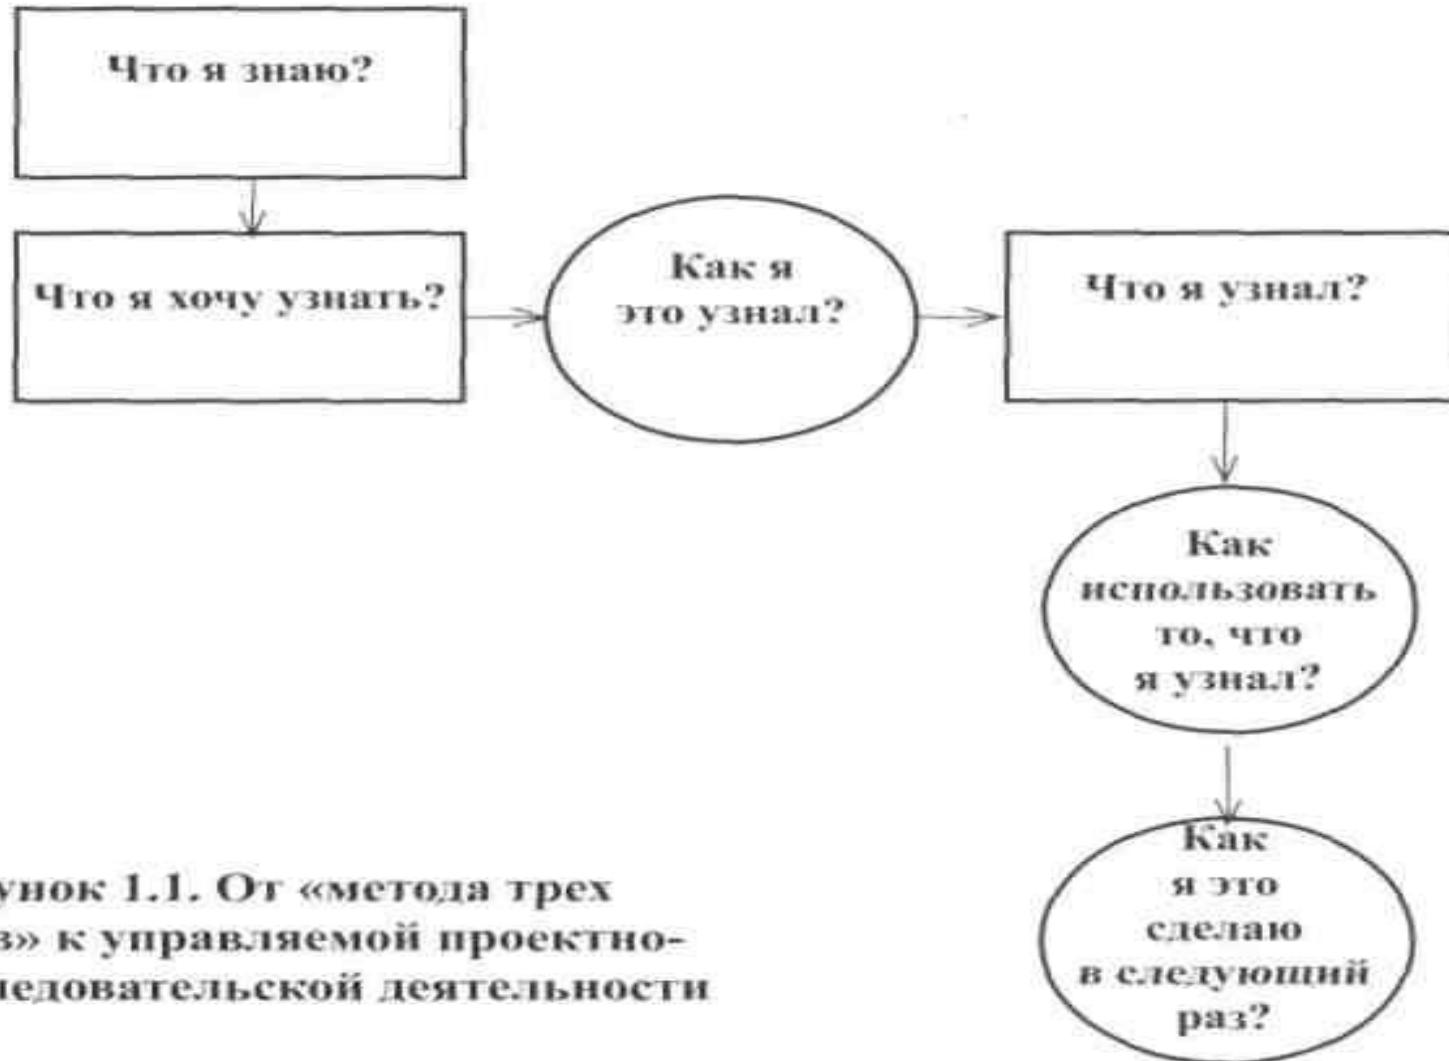 Что я знаю?
Что я хочу узнать?
Как я
это узнал?
Что я узнал?
Как
использовать
то, что
я узнал?
Как
я это
сделаю
в следующий
раз?
унок 1.1. От «метода трех
в» к управляемой проектно-
ледовательской деятельности